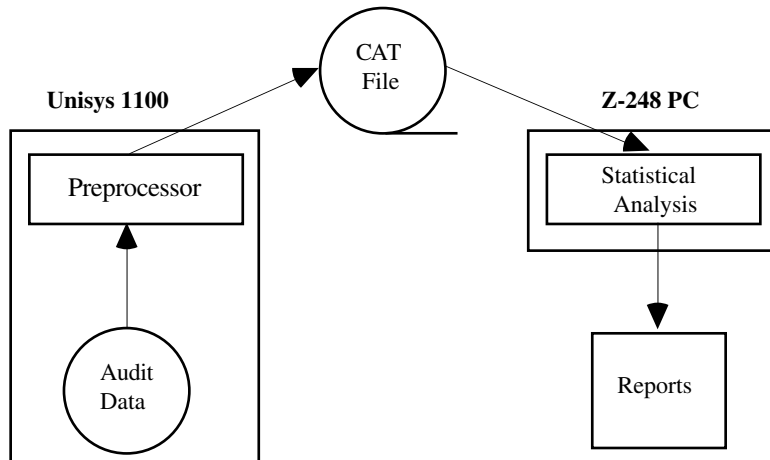 CAT
File
Unisys 1100
Z-248 PC
Preprocessor
Statistical
Analysis
Audit
Data
Reports